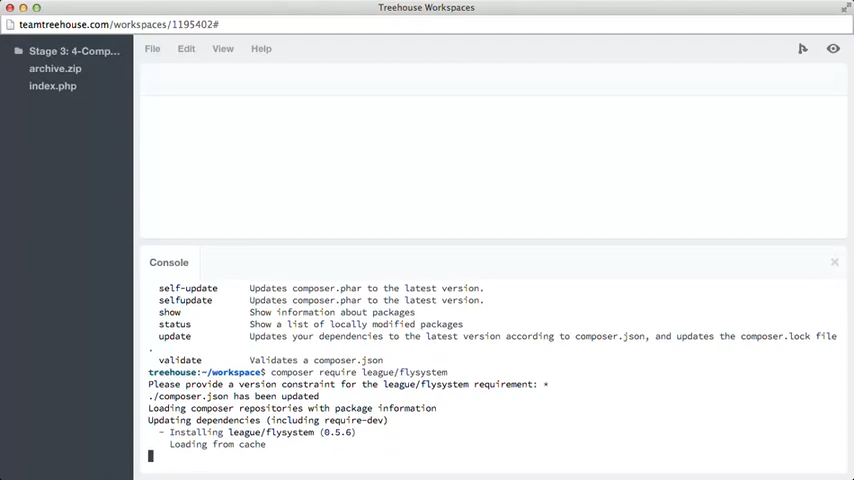 Treehouse Workspaces
teamtreehouse.com/workspaces/1195402#
Stage 3: 4-Comp...
archive.zip
index.php
File Edit View Help
Console
self-update Updates composer.phar to the latest version.
selfupdate Updates composer.phar to the latest version.
show Show information about packages
status Show a list of locally modified packages
update Updates your dependencies to the latest version according to composer.json, and updates the composer.lock file
.
validate Validates a composer.json
treehouse:~/workspace$ composer require league/flysystem
Please provide a version constraint for the league/flysystem requirement: *
./composer.json has been updated
Loading composer repositories with package information
Updating dependencies (including require-dev)
- Installing league/flysystem (0.5.6)
Loading from cache